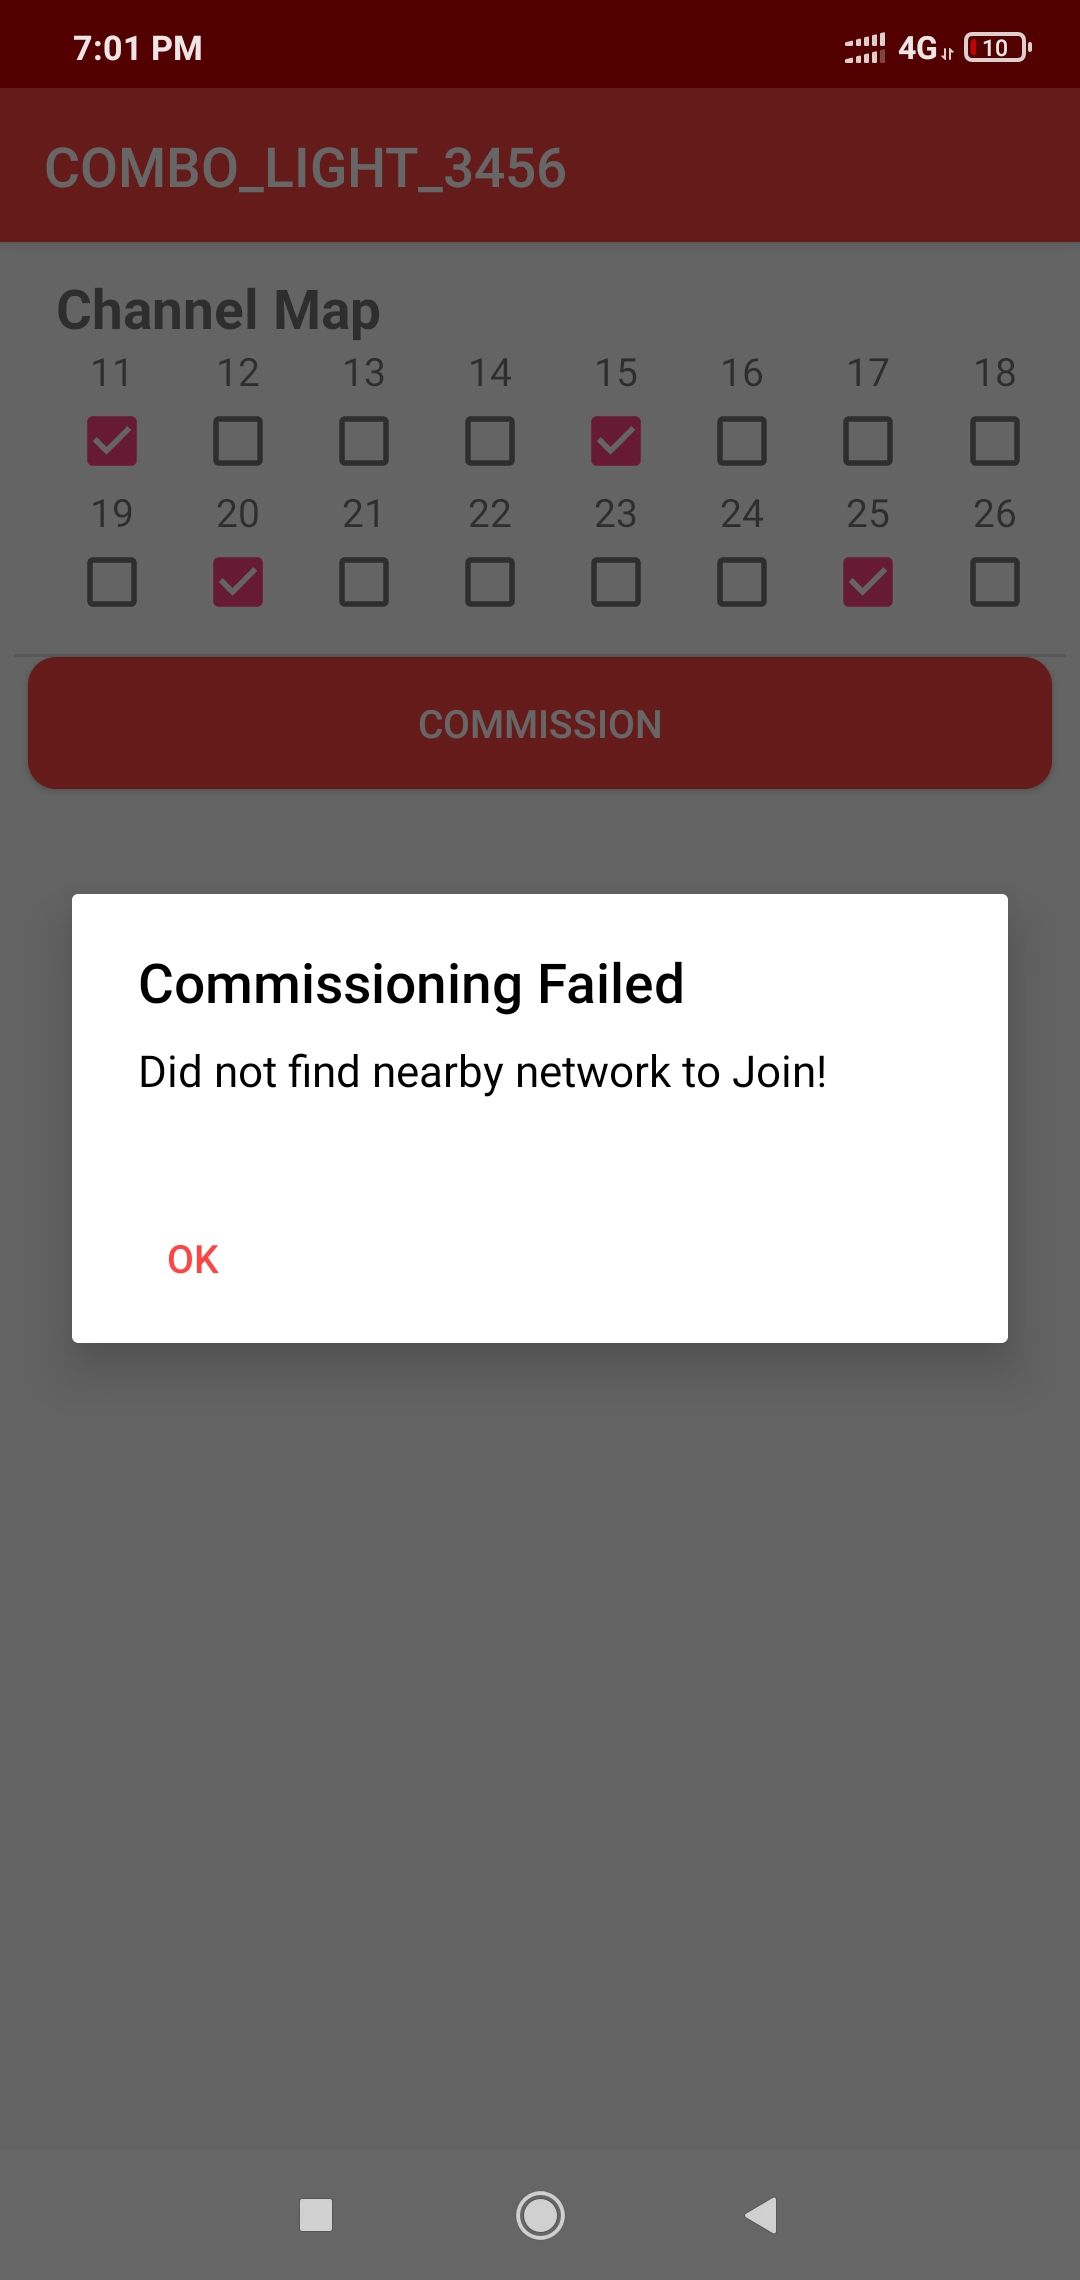 7:01 PM 4G 10
COMBO_LIGHT_3456
Channel Map
11 12 13 14 15 16 17 18
19 20 21 22 23 24 25 26
COMMISSION
Commissioning Failed
Did not find nearby network to Join!
OK